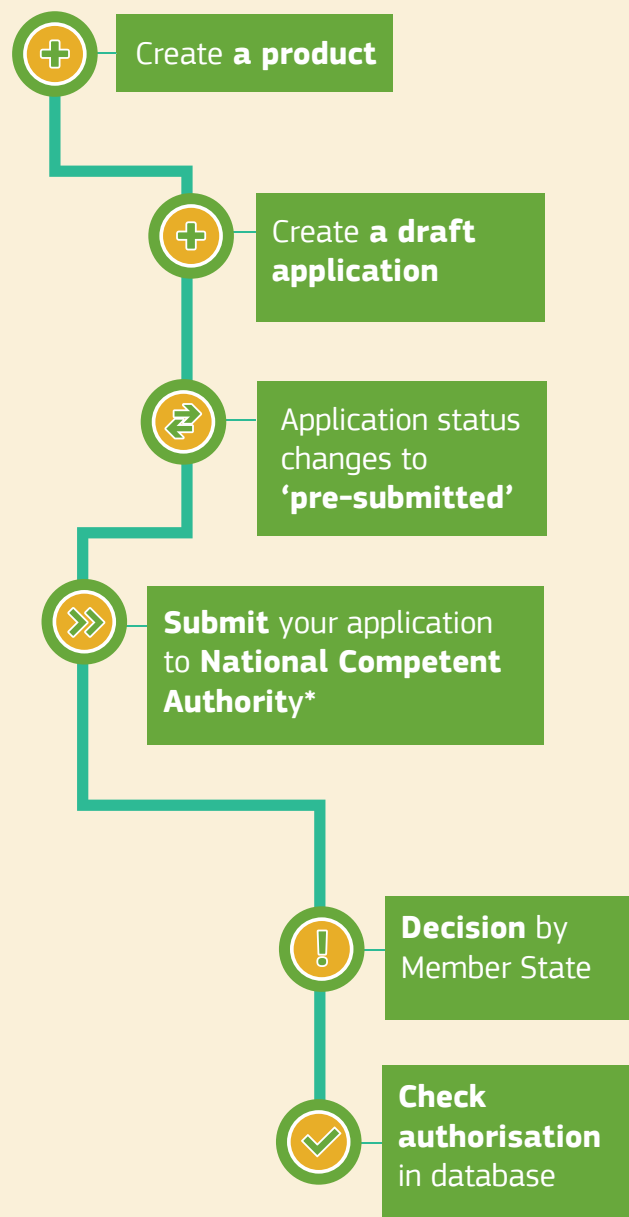 Create a product
Create a draft
application
Application status
changes to
‘pre-submitted’
Submit your application
to National Competent
Authority*
Decision by
Member State
Check
authorisation
in database